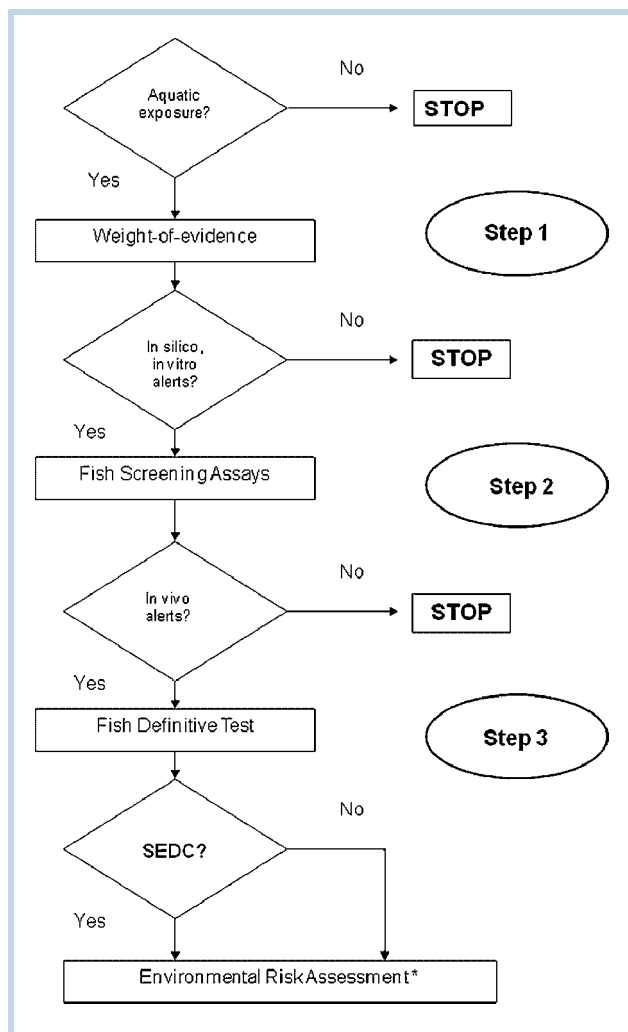 No
Aquatic
exposure?
STOP
Yes
Weight-of-evidence
Step 1
No
In silico,
in vitro
alerts?
STOP
Yes
Fish Screening Assays
Step 2
No
In vivo
alerts?
STOP
Yes
Fish Definitive Test
Step 3
No
SEDC?
Yes
Environmental Risk Assessment*